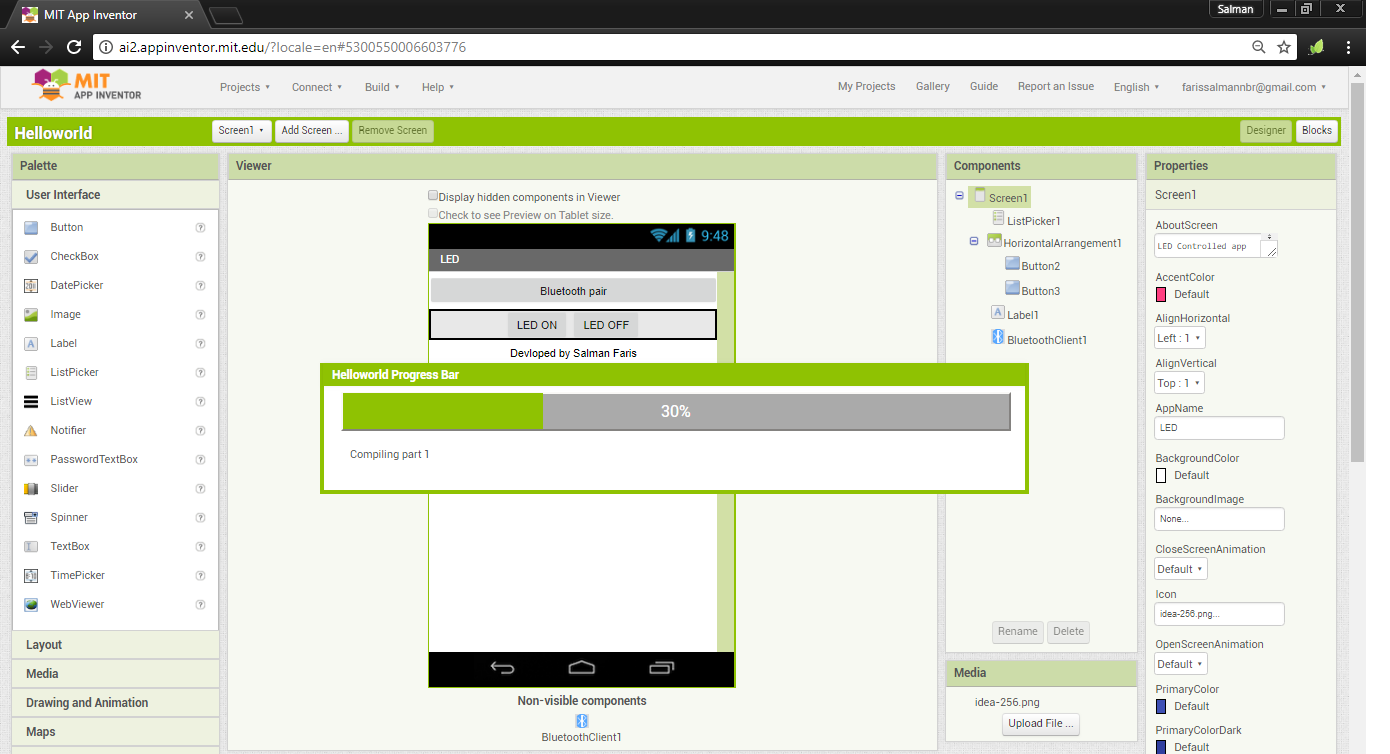 MIT App Inventor
Salman
ai2.appinventor.mit.edu/?locale=en#5300550006603776
MIT
APP INVENTOR
Projects
Connect
Build
Help
My Projects
Gallery
Guide
Report an Issue
English
farissalmannbr@gmail.com
Helloworld
Screen1
Add Screen ...
Remove Screen
Designer
Blocks
Palette
User Interface
Button
CheckBox
DatePicker
Image
Label
ListPicker
ListView
Notifier
PasswordTextBox
Slider
Spinner
TextBox
TimePicker
WebViewer
Layout
Media
Drawing and Animation
Maps
Viewer
Display hidden components in Viewer
Check to see Preview on Tablet size.
9:48
LED
Bluetooth pair
LED ON
LED OFF
Devloped by Salman Faris
Helloworld Progress Bar
30%
Compiling part 1
Non-visible components
BluetoothClient1
Components
Screen1
ListPicker1
HorizontalArrangement1
Button2
Button3
A Label1
BluetoothClient1
Rename
Delete
Media
idea-256.png
Upload File ...
Properties
Screen1
AboutScreen
LED Controlled app
AccentColor
Default
AlignHorizontal
Left : 1
AlignVertical
Top : 1
AppName
LED
BackgroundColor
Default
BackgroundImage
None...
CloseScreenAnimation
Default
Icon
idea-256.png...
OpenScreenAnimation
Default
PrimaryColor
Default
PrimaryColorDark
Default